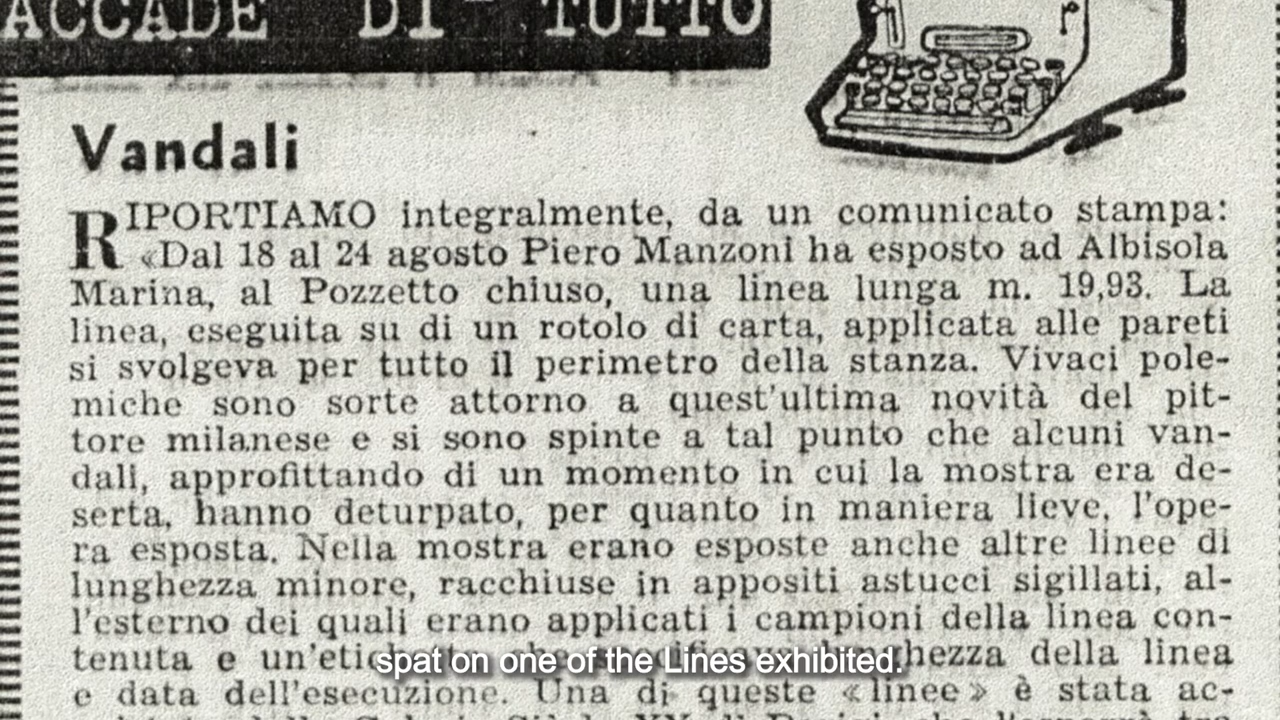 ACCADE DI TUTTO
Vandali
RIPORTIAMO integralmente, da un comunicato stampa:
«Dal 18 al 24 agosto Piero Manzoni ha esposto ad Albisola
Marina, al Pozzetto chiuso, una linea lunga m. 19,93. La
linea, eseguita su di un rotolo di carta, applicata alle pareti
si svolgeva per tutto il perimetro della stanza. Vivaci pole-
miche sono sorte attorno a quest'ultima novità del pit-
tore milanese e si sono spinte a tal punto che alcuni van-
dali, approfittando di un momento in cui la mostra era de-
serta, hanno deturpato, per quanto in maniera lieve, l'ope-
ra esposta. Nella mostra erano esposte anche altre linee di
lunghezza minore, racchiuse in appositi astucci sigillati, al-
l'esterno dei quali erano applicati i campioni della linea con-
tenuta e della linea
spat on one of the Lines exhibited.
e data dell'esecuzione. Una di queste «linee» è stata ac-